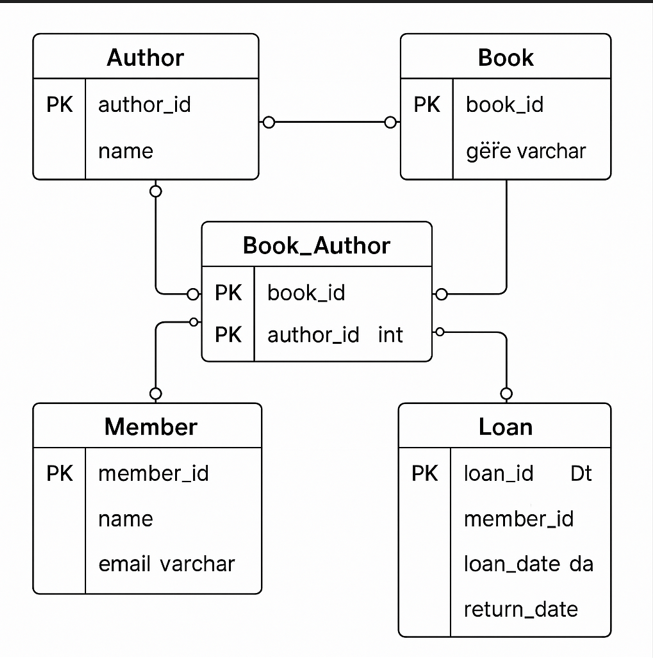 Author
PK author_id
name
Book
PK book_id
gëṙe varchar
Book_Author
PK book_id
PK author_id int
Member
PK member_id
name
email varchar
Loan
PK loan_id Dt
member_id
loan_date da
return_date